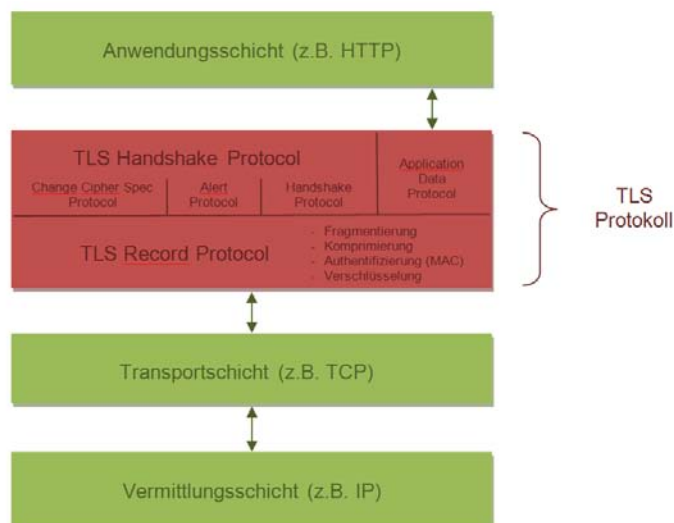 Anwendungsschicht (z.B. HTTP)
TLS Handshake Protocol
Change Cipher Spec
Protocol
Alert
Protocol
Handshake
Protocol
Application
Data
Protocol
TLS Record Protocol
- Fragmentierung
- Komprimierung
- Authentifizierung (MAC)
- Verschlüsselung
TLS
Protokoll
Transportschicht (z.B. TCP)
Vermittlungsschicht (z.B. IP)